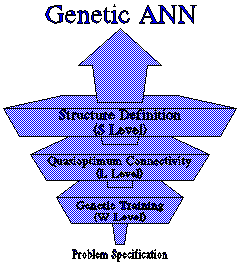 Genetic ANN
Structure Definition
(S Level)
Quasioptimum Connectivity
(L Level)
Genetic Training
(W Level)
Problem Specification